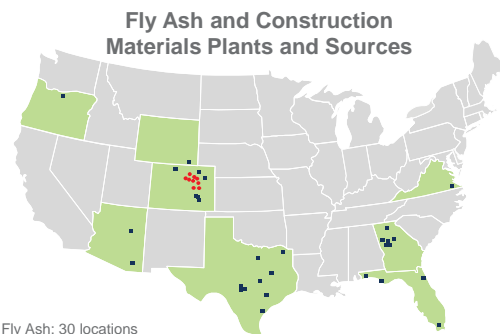 Fly Ash and Construction
Materials Plants and Sources
Fly Ash: 30 locations